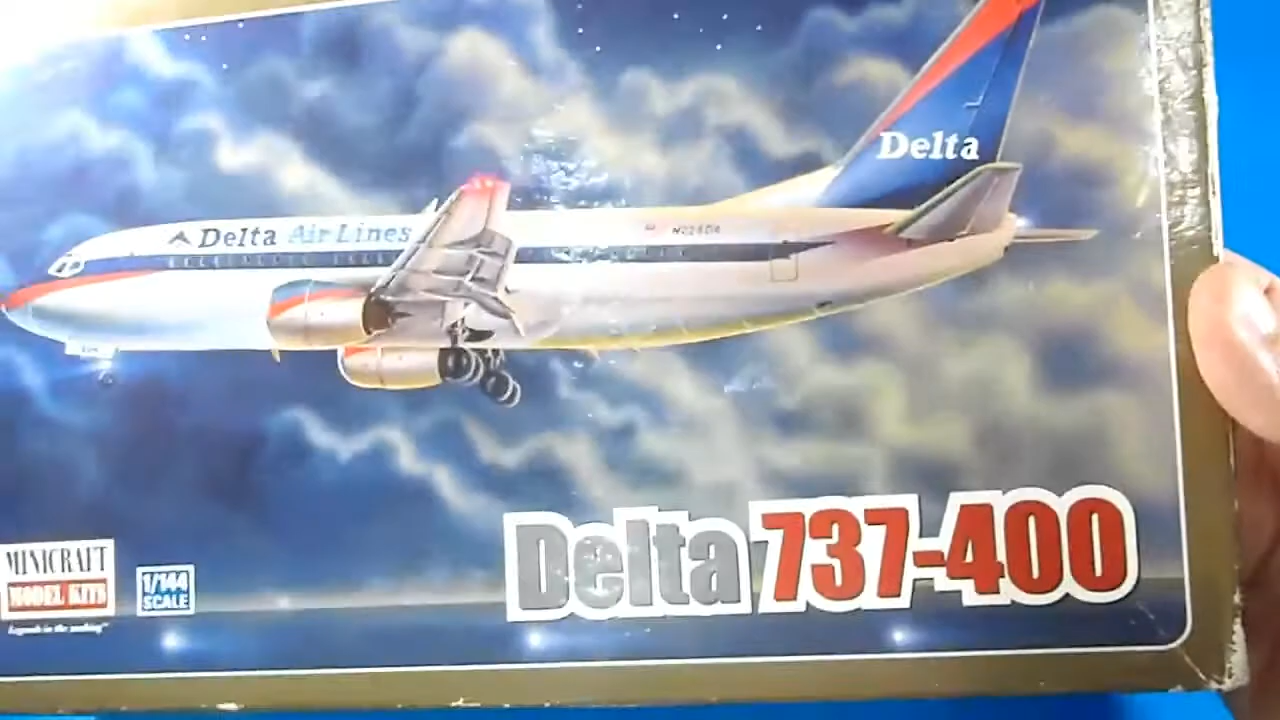 Delta
Delta Air Lines
Delta 737-400
MINICRAFT
MODEL KITS
1/144
SCALE